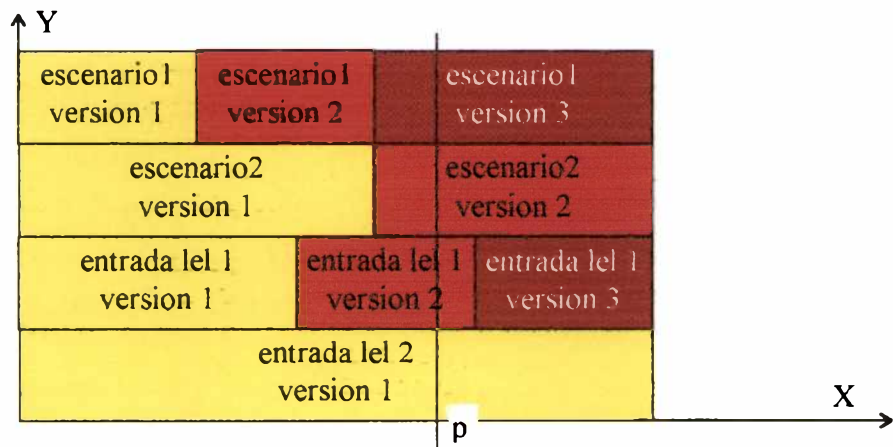 Y
escenario1
version 1
escenario1
version 2
escenario1
version 3
escenario2
version 1
escenario2
version 2
entrada lel 1
version 1
entrada lel 1
version 2
entrada lel 1
version 3
entrada lel 2
version 1
X
p